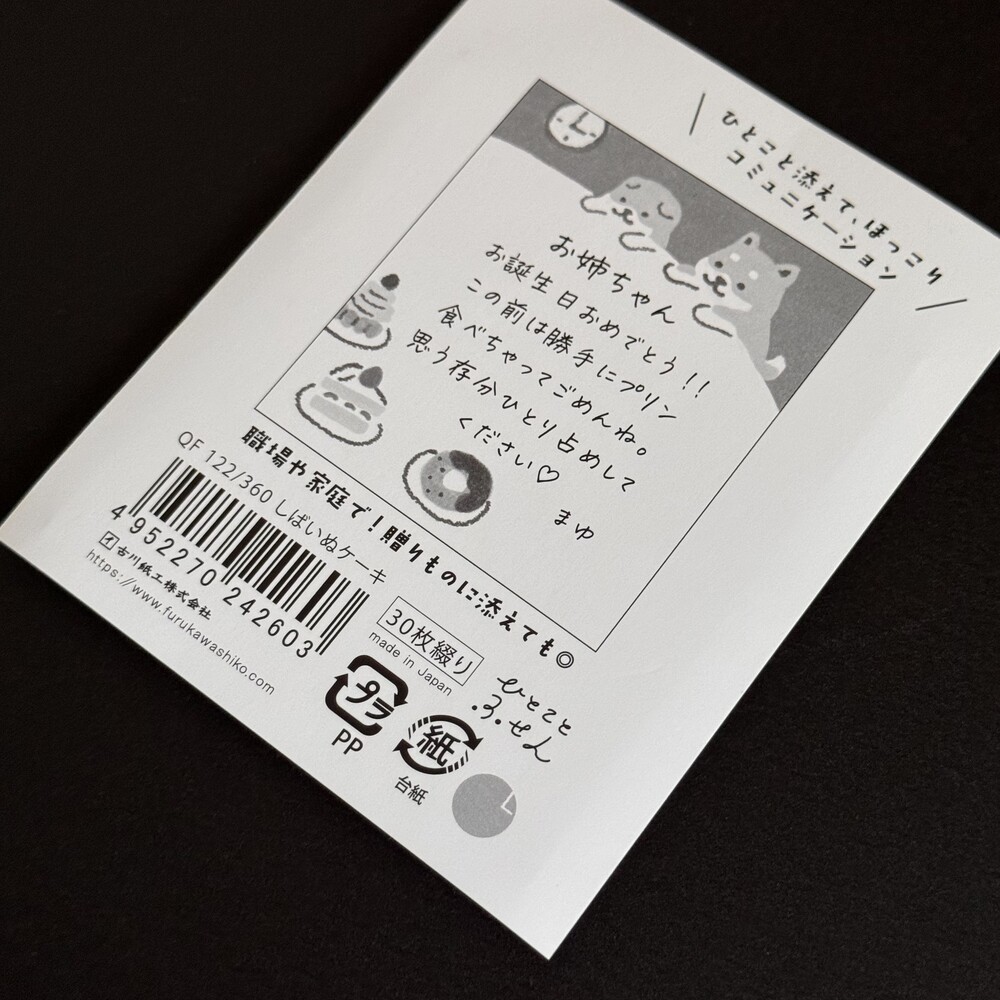 ひとこと添えて、ほっこり
コミュニケーション
お姉ちゃん
お誕生日おめでとう!!
この前は勝手にプリン
食べちゃってごめんね。
思う存分ひとり占めして
ください♡
まゆ
職場や家庭で!贈りものに添えても◎
QF 122/360 しばいぬケーキ
4 952270 242603
古川紙工株式会社
https://www.furukawashiko.com
30枚綴り
made in Japan
プラ
PP
紙
台紙
ひとこと
ふせん